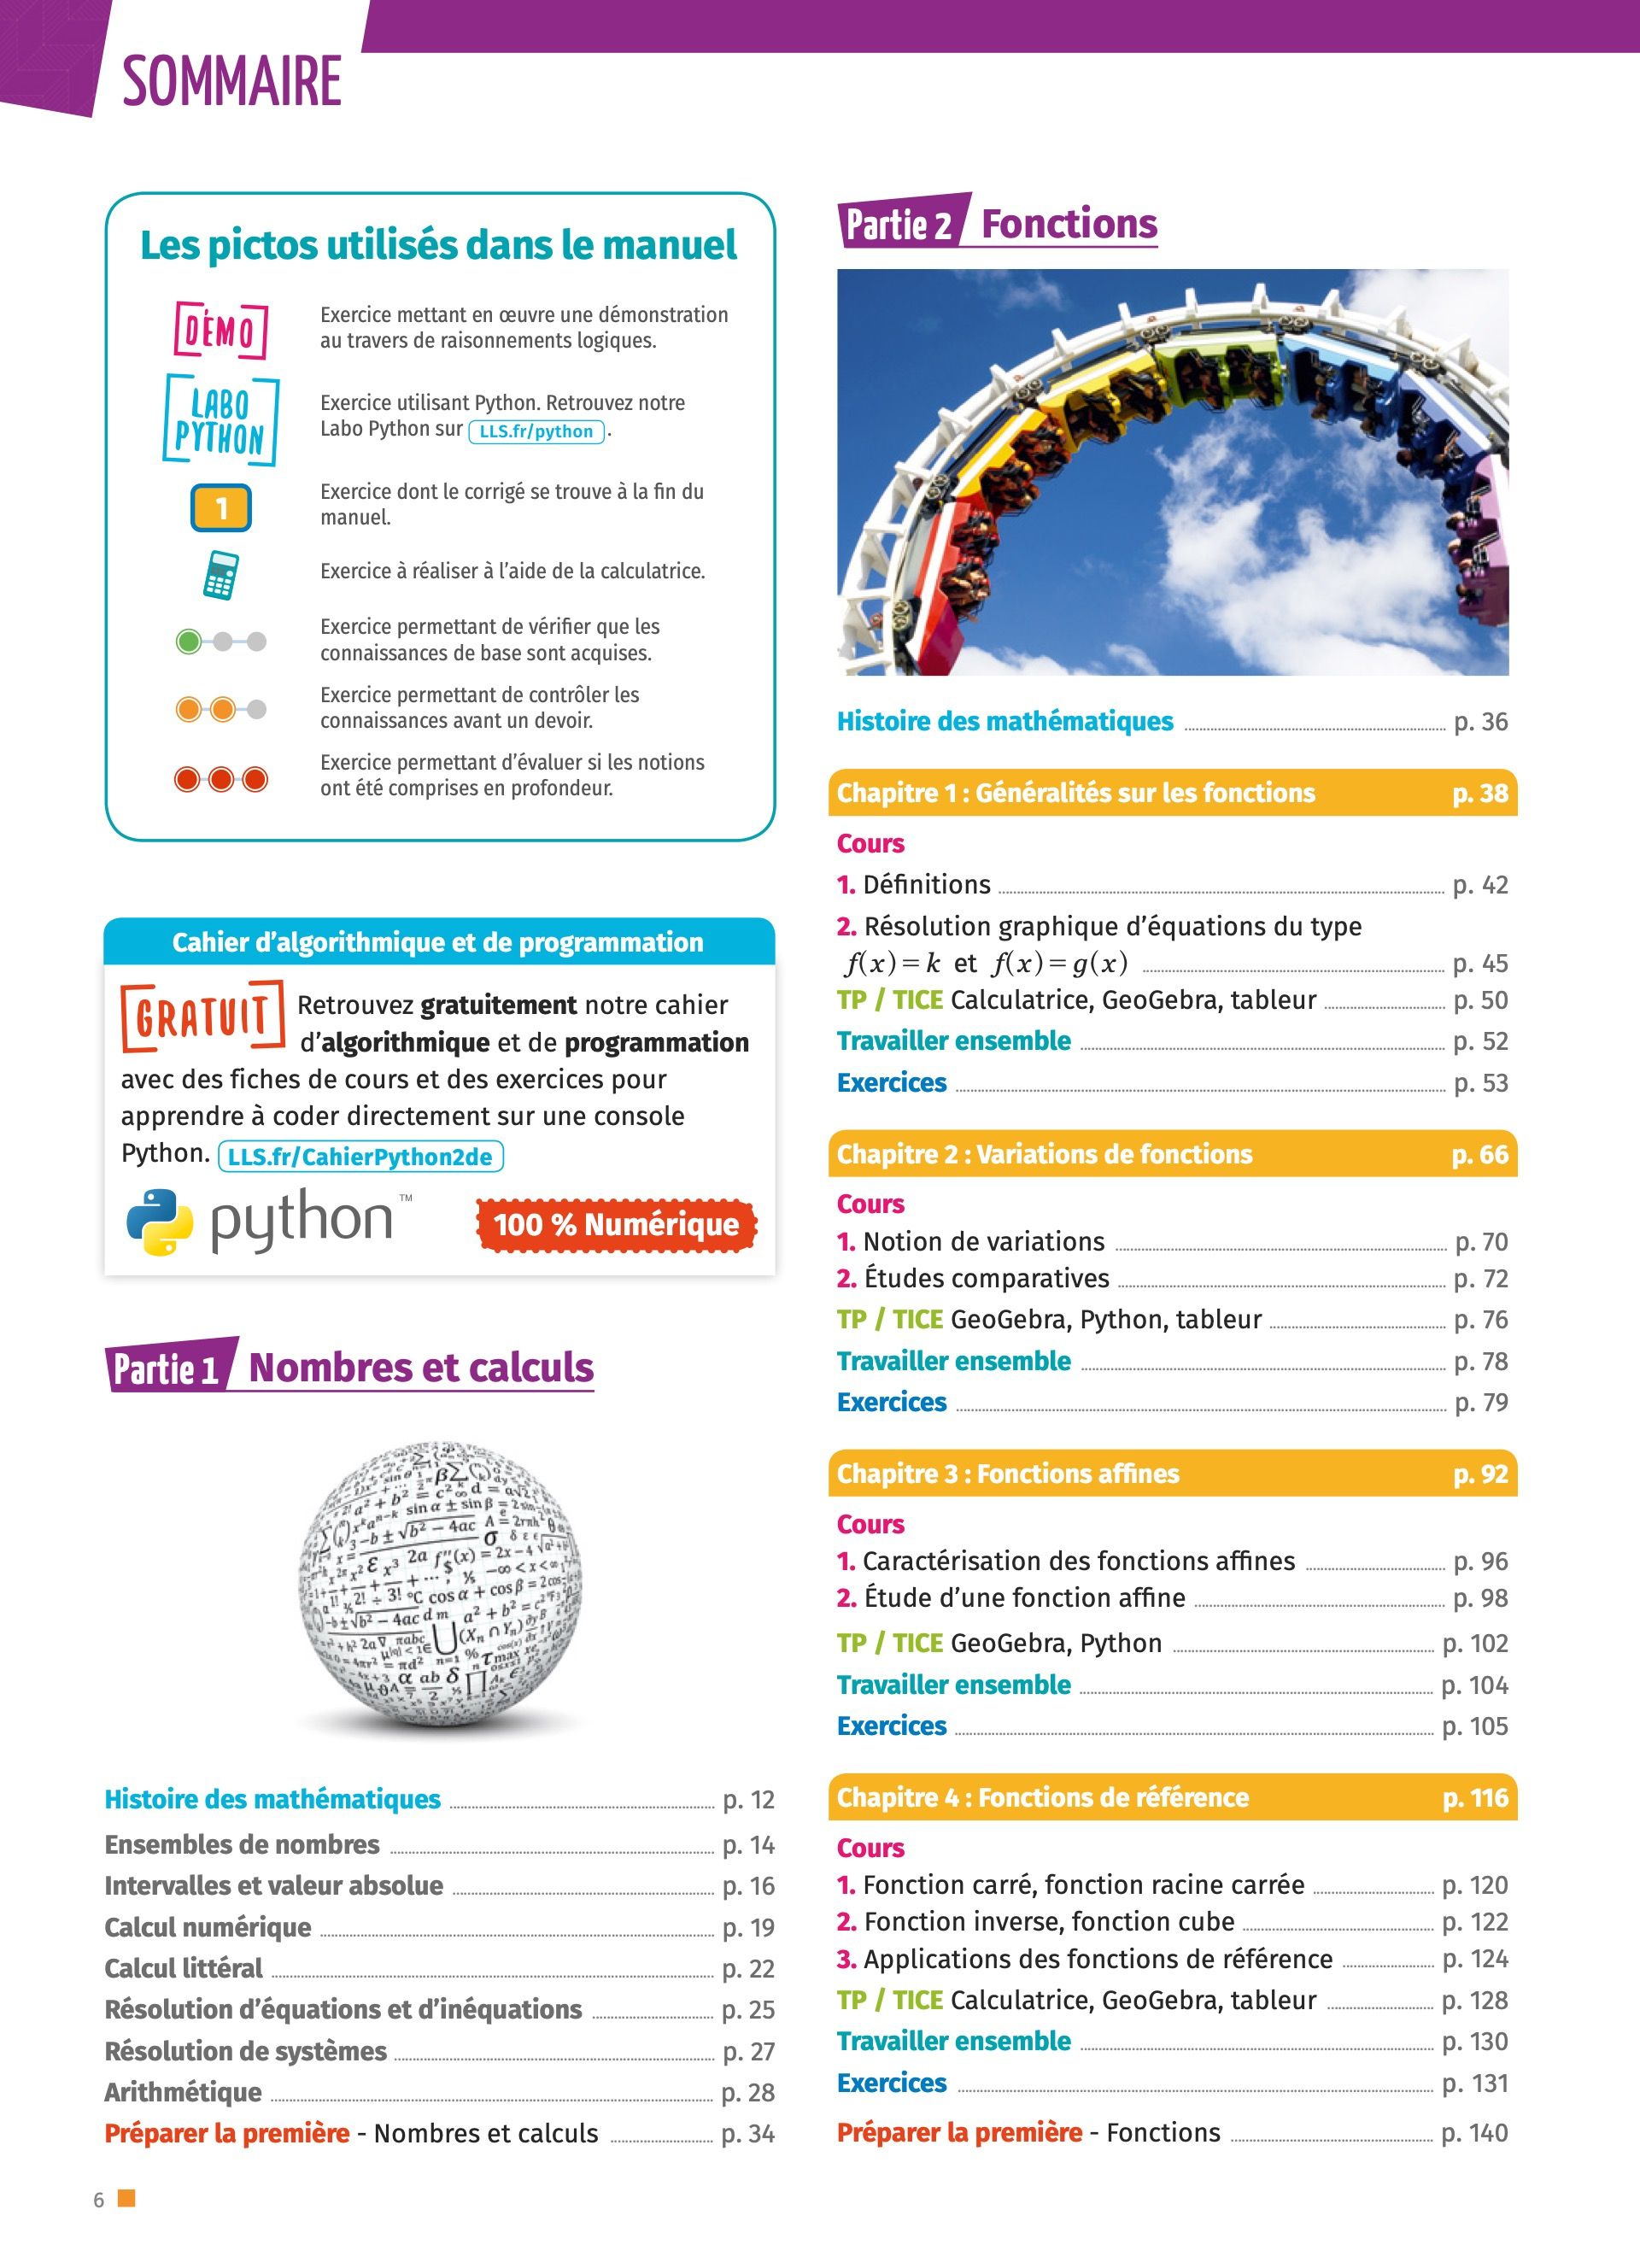 SOMMAIRE
Les pictos utilisés dans le manuel
DÉMO
Exercice mettant en œuvre une démonstration
au travers de raisonnements logiques.
LABO
PYTHON
Exercice utilisant Python. Retrouvez notre
Labo Python sur LLS.fr/python .
1
Exercice dont le corrigé se trouve à la fin du
manuel.
Exercice à réaliser à l'aide de la calculatrice.
Exercice permettant de vérifier que les
connaissances de base sont acquises.
Exercice permettant de contrôler les
connaissances avant un devoir.
Exercice permettant d'évaluer si les notions
ont été comprises en profondeur.
Cahier d'algorithmique et de programmation
GRATUIT Retrouvez gratuitement notre cahier
d'algorithmique et de programmation
avec des fiches de cours et des exercices pour
apprendre à coder directement sur une console
Python. LLS.fr/CahierPython2de
python™
100 % Numérique
Partie 1 Nombres et calculs
Histoire des mathématiques p. 12
Ensembles de nombres p. 14
Intervalles et valeur absolue p. 16
Calcul numérique p. 19
Calcul littéral p. 22
Résolution d'équations et d'inéquations p. 25
Résolution de systèmes p. 27
Arithmétique p. 28
Préparer la première - Nombres et calculs p. 34
Partie 2 Fonctions
Histoire des mathématiques p. 36
Chapitre 1 : Généralités sur les fonctions p. 38
Cours
1. Définitions p. 42
2. Résolution graphique d'équations du type
f(x) = k et f(x) = g(x) p. 45
TP / TICE Calculatrice, GeoGebra, tableur p. 50
Travailler ensemble p. 52
Exercices p. 53
Chapitre 2 : Variations de fonctions p. 66
Cours
1. Notion de variations p. 70
2. Études comparatives p. 72
TP / TICE GeoGebra, Python, tableur p. 76
Travailler ensemble p. 78
Exercices p. 79
Chapitre 3 : Fonctions affines p. 92
Cours
1. Caractérisation des fonctions affines p. 96
2. Étude d'une fonction affine p. 98
TP / TICE GeoGebra, Python p. 102
Travailler ensemble p. 104
Exercices p. 105
Chapitre 4 : Fonctions de référence p. 116
Cours
1. Fonction carré, fonction racine carrée p. 120
2. Fonction inverse, fonction cube p. 122
3. Applications des fonctions de référence p. 124
TP / TICE Calculatrice, GeoGebra, tableur p. 128
Travailler ensemble p. 130
Exercices p. 131
Préparer la première - Fonctions p. 140
6